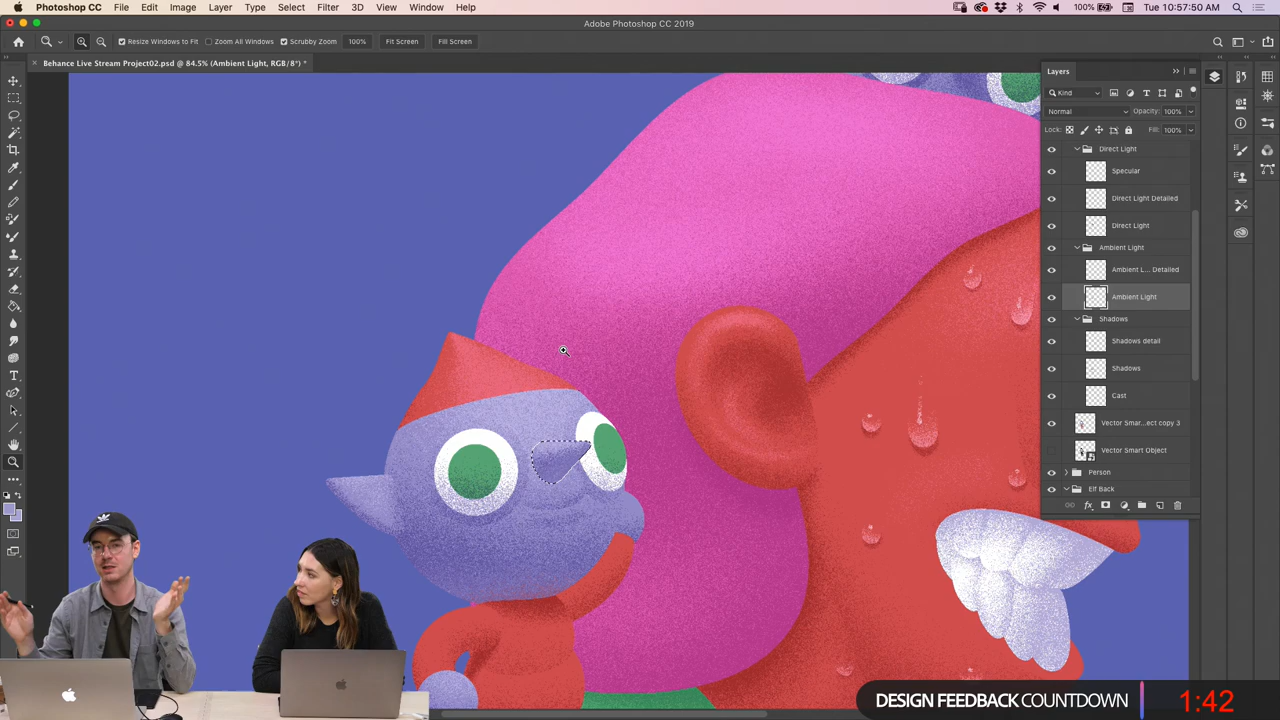 Photoshop CC File Edit Image Layer Type Select Filter 3D View Window Help 100% Tue 10:57:50 AM
Adobe Photoshop CC 2019
Resize Windows to Fit Zoom All Windows Scrubby Zoom 100% Fit Screen Fill Screen
Behance Live Stream Project02.psd @ 84.5% (Ambient Light, RGB/8*) *
Layers
Kind
Normal Opacity: 100%
Lock: Fill: 100%
Direct Light
Specular
Direct Light Detailed
Direct Light
Ambient Light
Ambient L... Detailed
Ambient Light
Shadows
Shadows detail
Shadows
Cast
Vector Smar...ect copy 3
Vector Smart Object
Person
Elf Back
fx
DESIGN FEEDBACK COUNTDOWN 1:42